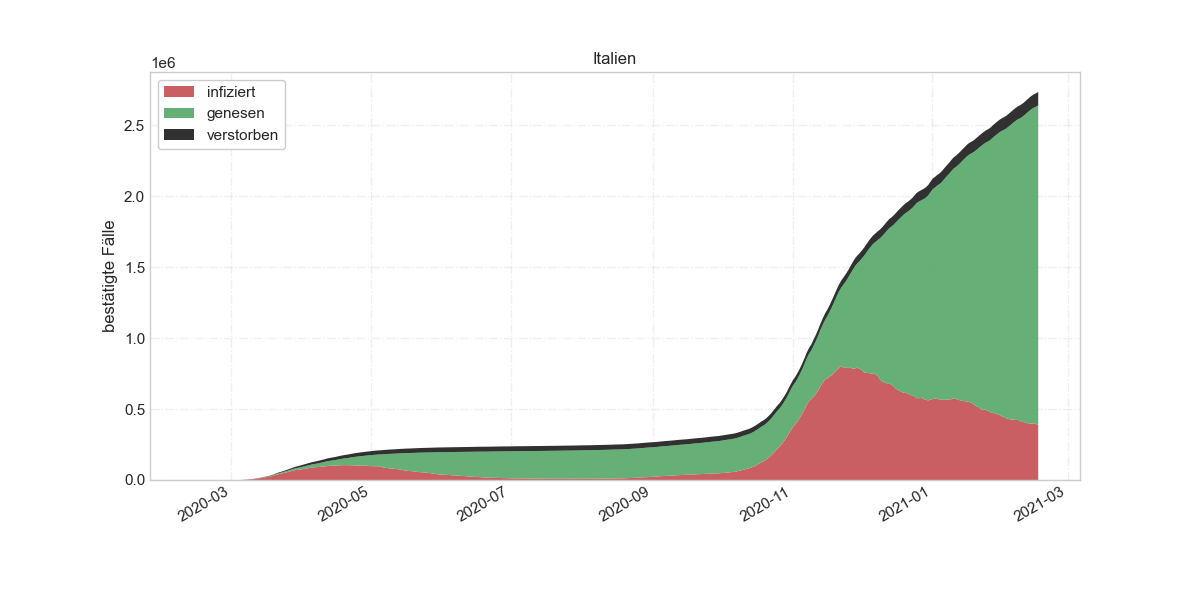 Italien
1e6
infiziert
genesen
verstorben
bestätigte Fälle
2.5
2.0
1.5
1.0
0.5
0.0
2020-03
2020-05
2020-07
2020-09
2020-11
2021-01
2021-03